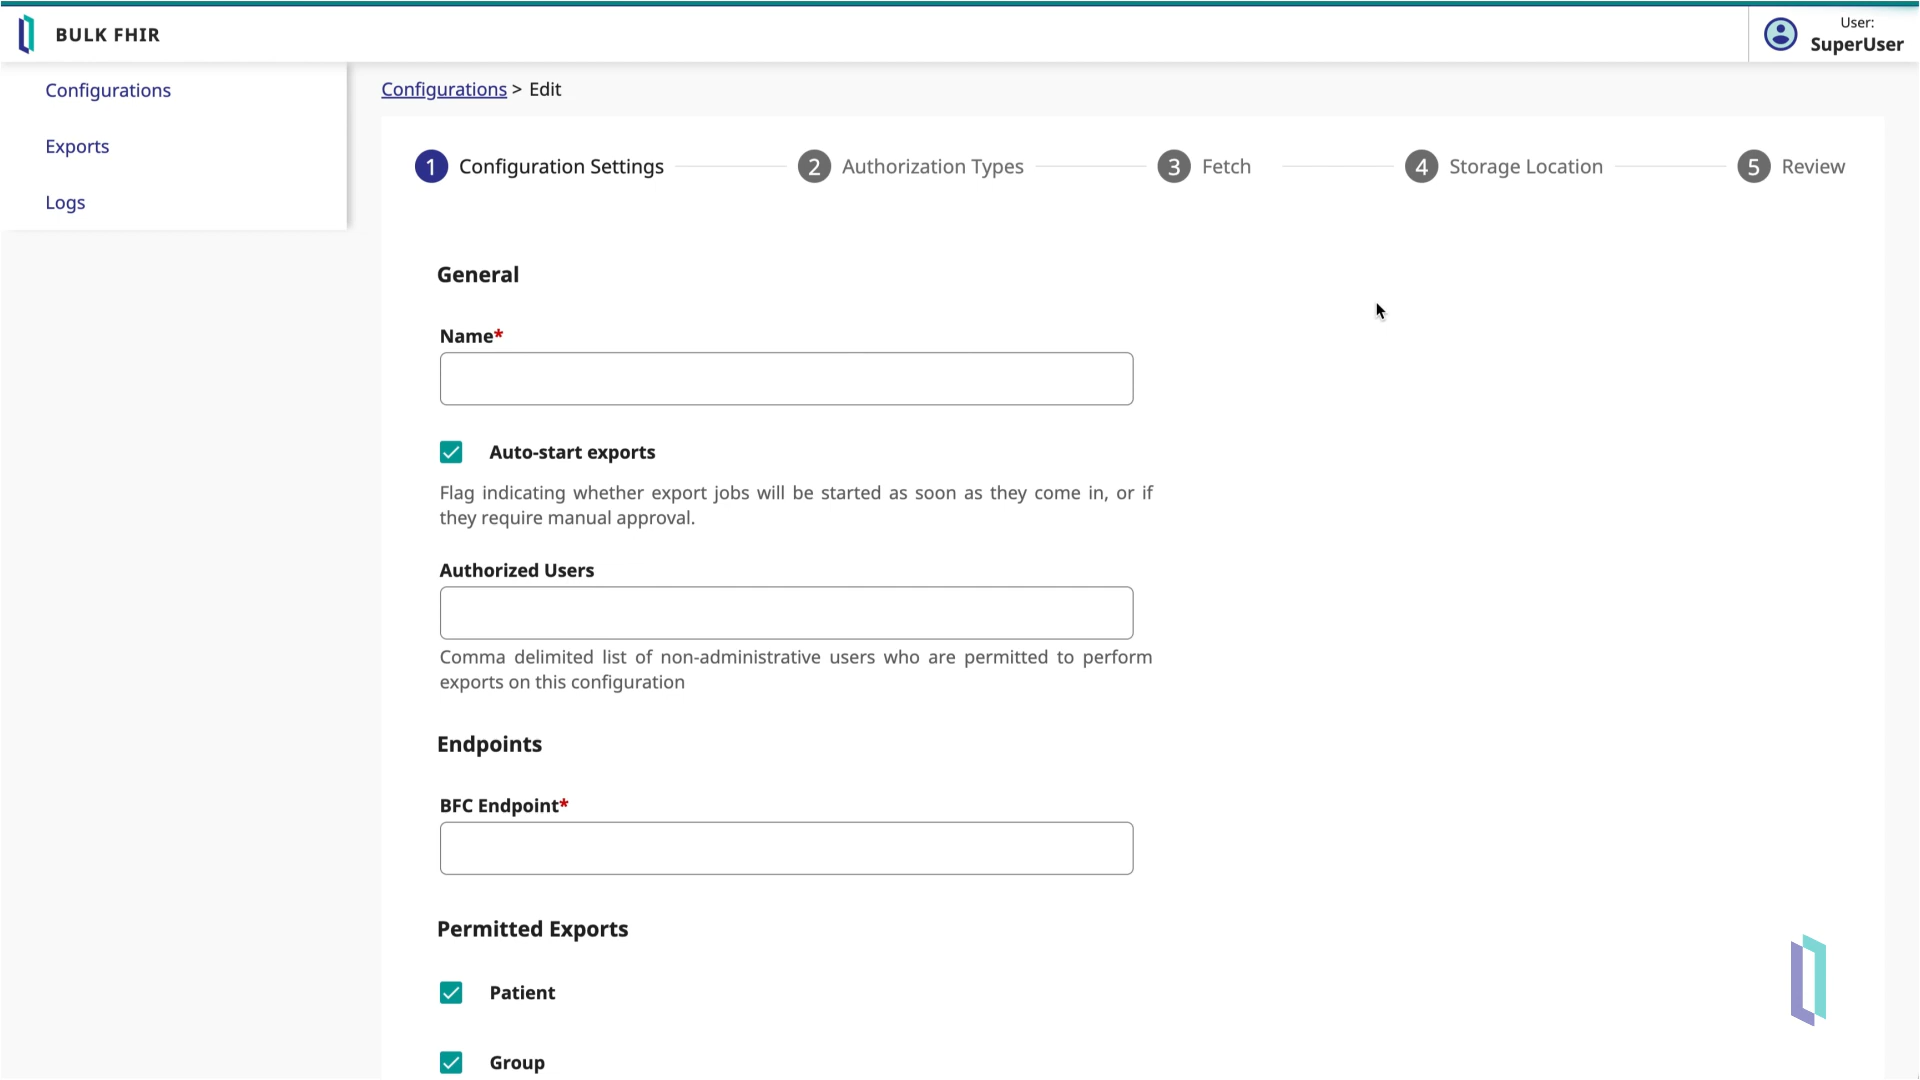 BULK FHIR
User:
SuperUser
Configurations
Exports
Logs
Configurations > Edit
1 Configuration Settings
2 Authorization Types
3 Fetch
4 Storage Location
5 Review
General
Name*
Auto-start exports
Flag indicating whether export jobs will be started as soon as they come in, or if
they require manual approval.
Authorized Users
Comma delimited list of non-administrative users who are permitted to perform
exports on this configuration
Endpoints
BFC Endpoint*
Permitted Exports
Patient
Group